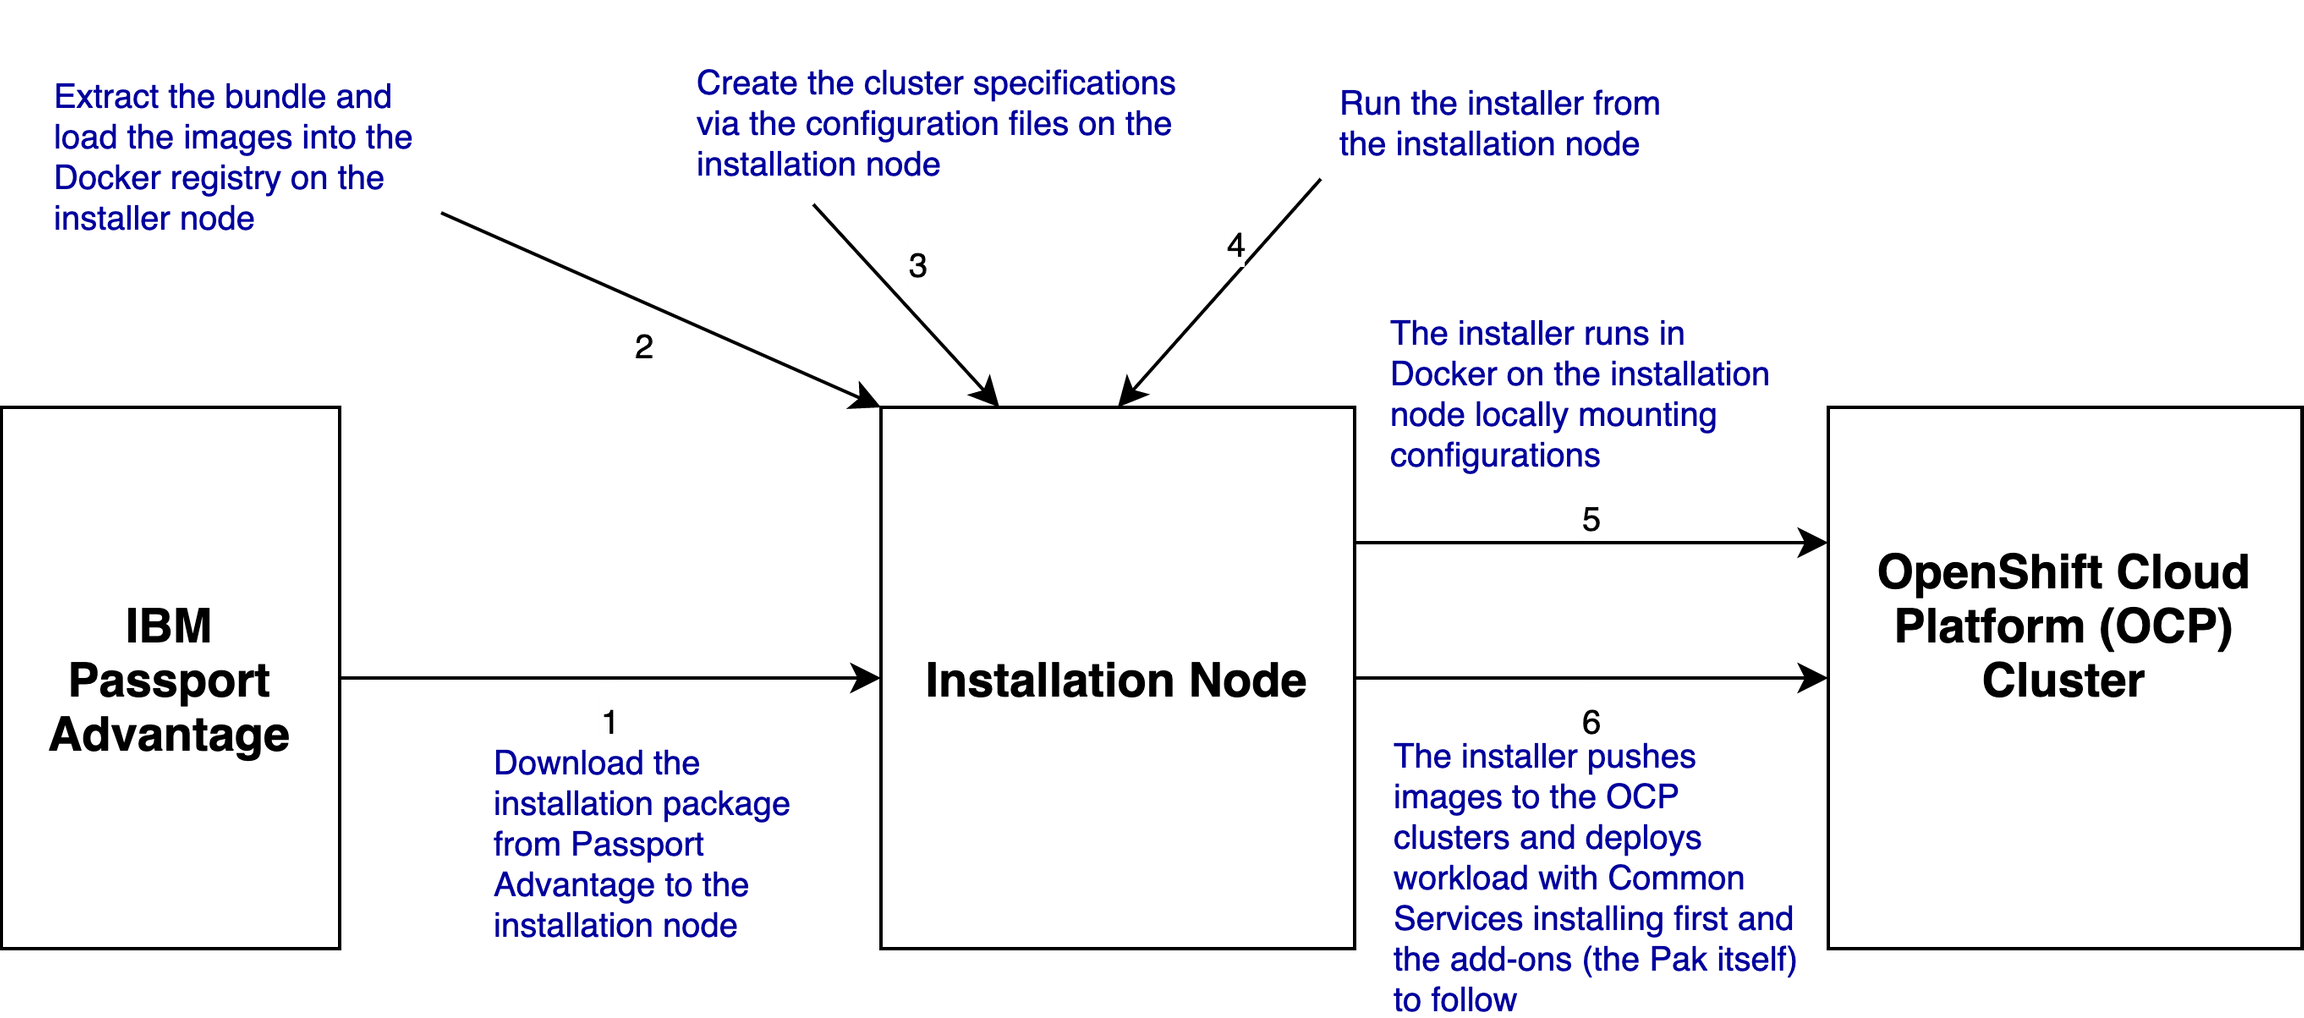 Extract the bundle and
load the images into the
Docker registry on the
installer node
Create the cluster specifications
via the configuration files on the
installation node
Run the installer from
the installation node
2
3
4
The installer runs in
Docker on the installation
node locally mounting
configurations
5
IBM
Passport
Advantage
1
Download the
installation package
from Passport
Advantage to the
installation node
Installation Node
6
The installer pushes
images to the OCP
clusters and deploys
workload with Common
Services installing first and
the add-ons (the Pak itself)
to follow
OpenShift Cloud
Platform (OCP)
Cluster